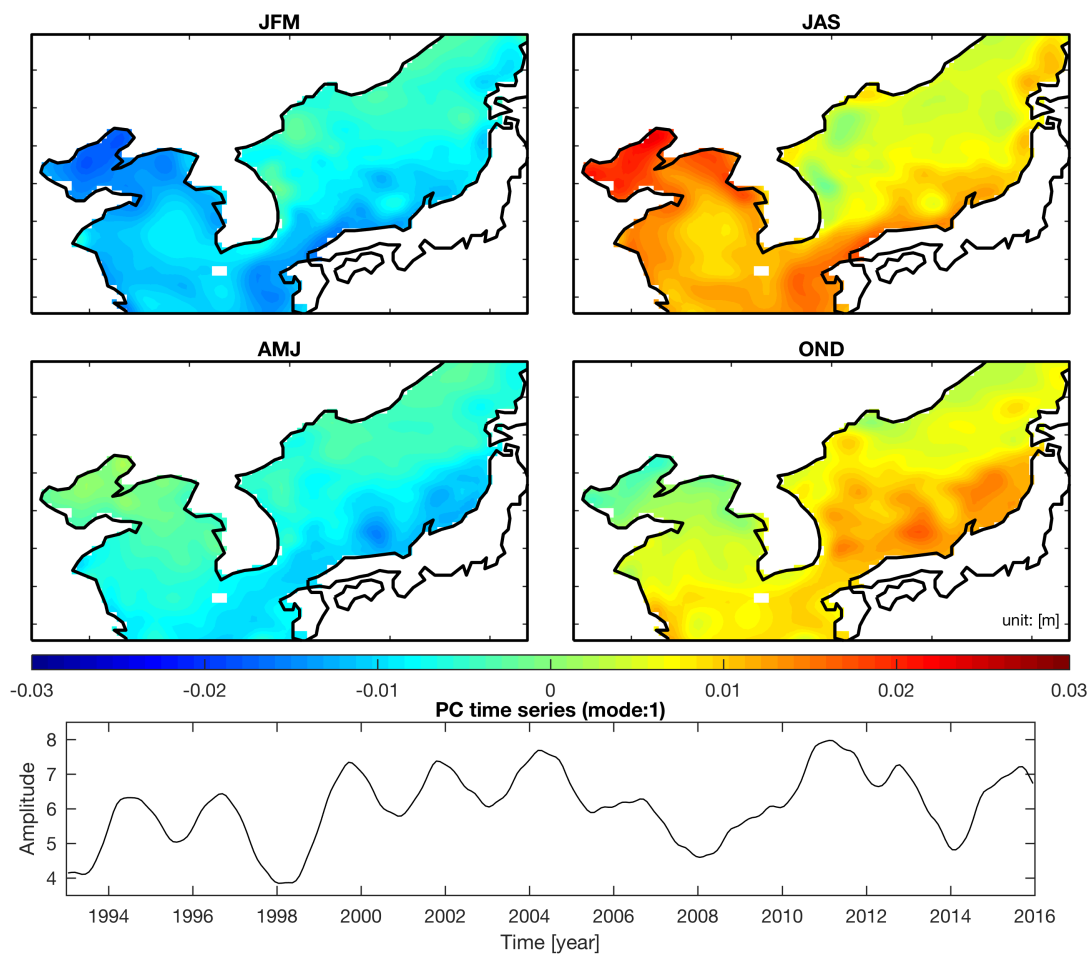 JFM
JAS
AMJ
OND
unit: [m]
-0.03 -0.02 -0.01 0 0.01 0.02 0.03
PC time series (mode:1)
8
7
6
5
4
Amplitude
1994 1996 1998 2000 2002 2004 2006 2008 2010 2012 2014 2016
Time [year]